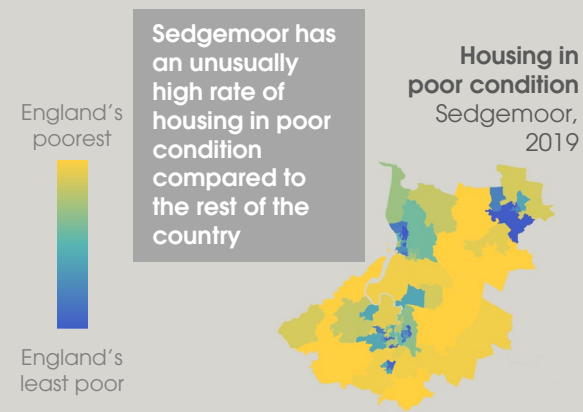 Sedgemoor has
an unusually
high rate of
housing in poor
condition
compared to
the rest of the
country
Housing in
poor condition
Sedgemoor,
2019
England's
poorest
England's
least poor